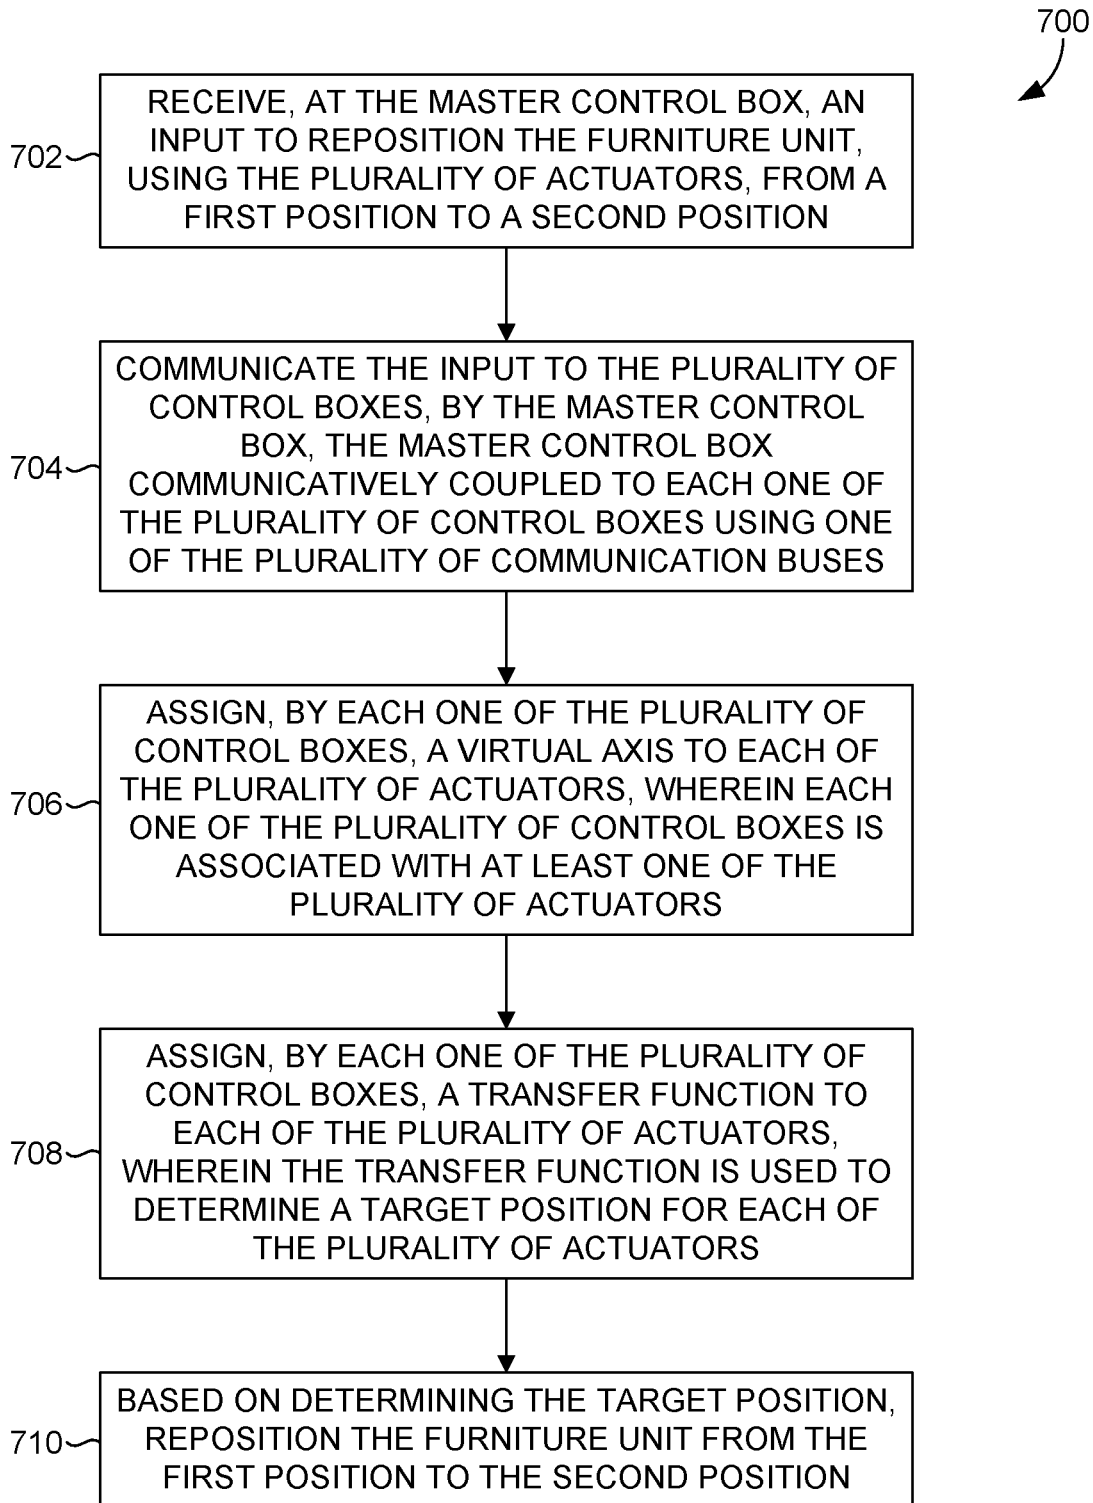 700
702
RECEIVE, AT THE MASTER CONTROL BOX, AN
INPUT TO REPOSITION THE FURNITURE UNIT,
USING THE PLURALITY OF ACTUATORS, FROM A
FIRST POSITION TO A SECOND POSITION
704
COMMUNICATE THE INPUT TO THE PLURALITY OF
CONTROL BOXES, BY THE MASTER CONTROL
BOX, THE MASTER CONTROL BOX
COMMUNICATIVELY COUPLED TO EACH ONE OF
THE PLURALITY OF CONTROL BOXES USING ONE
OF THE PLURALITY OF COMMUNICATION BUSES
706
ASSIGN, BY EACH ONE OF THE PLURALITY OF
CONTROL BOXES, A VIRTUAL AXIS TO EACH OF
THE PLURALITY OF ACTUATORS, WHEREIN EACH
ONE OF THE PLURALITY OF CONTROL BOXES IS
ASSOCIATED WITH AT LEAST ONE OF THE
PLURALITY OF ACTUATORS
708
ASSIGN, BY EACH ONE OF THE PLURALITY OF
CONTROL BOXES, A TRANSFER FUNCTION TO
EACH OF THE PLURALITY OF ACTUATORS,
WHEREIN THE TRANSFER FUNCTION IS USED TO
DETERMINE A TARGET POSITION FOR EACH OF
THE PLURALITY OF ACTUATORS
710
BASED ON DETERMINING THE TARGET POSITION,
REPOSITION THE FURNITURE UNIT FROM THE
FIRST POSITION TO THE SECOND POSITION